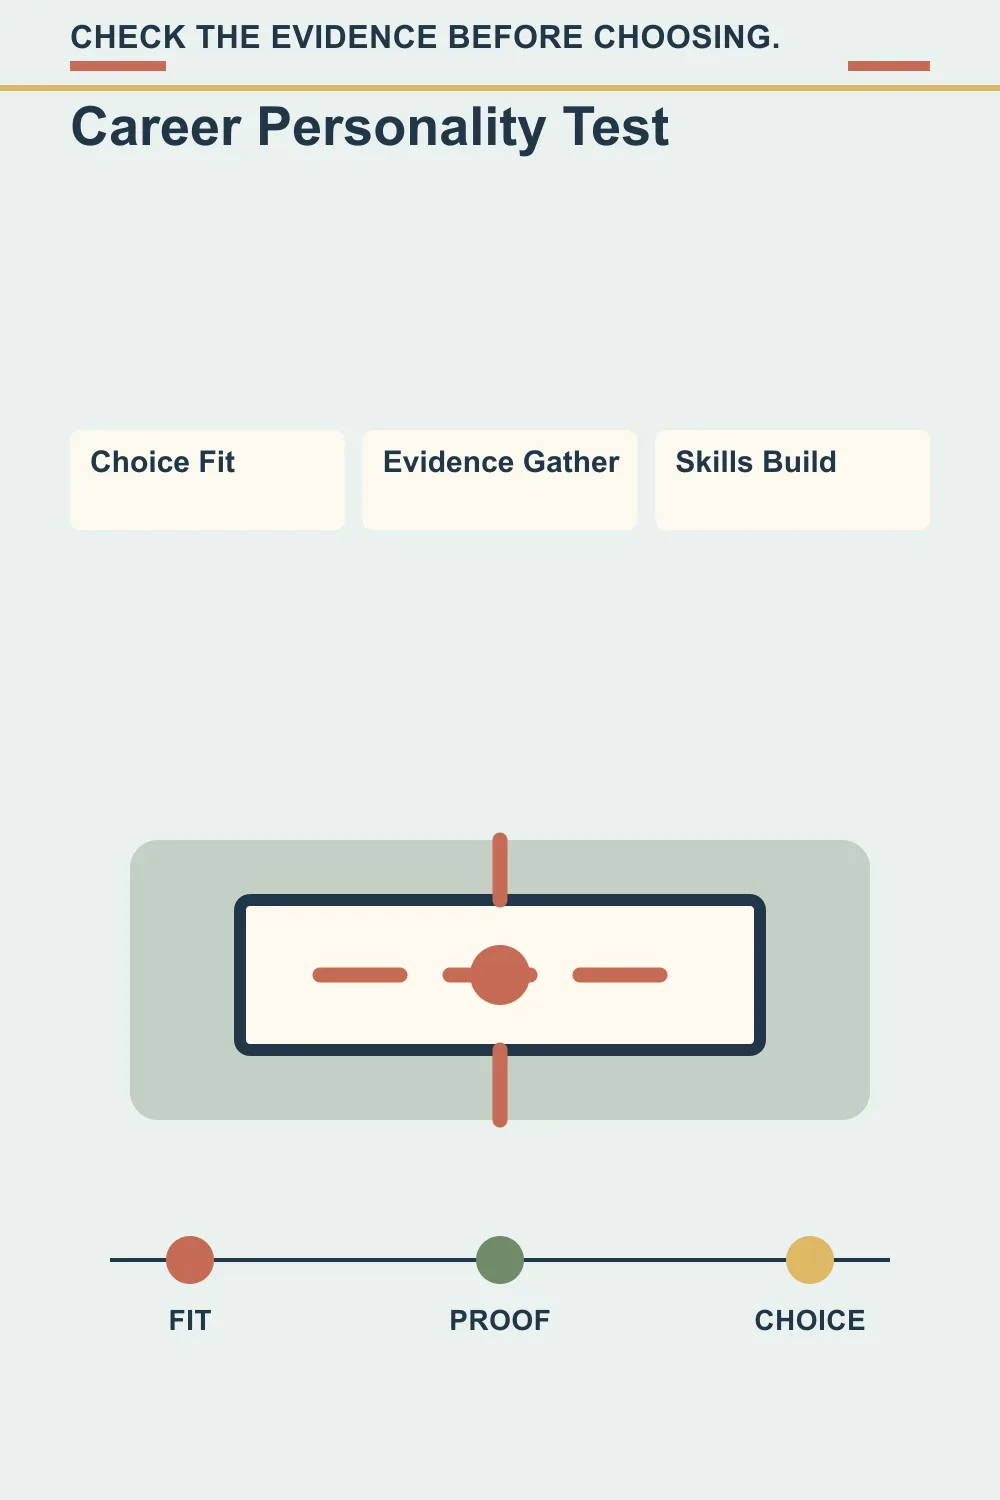 CHECK THE EVIDENCE BEFORE CHOOSING.
Career Personality Test
Choice Fit
Evidence Gather
Skills Build
FIT
PROOF
CHOICE